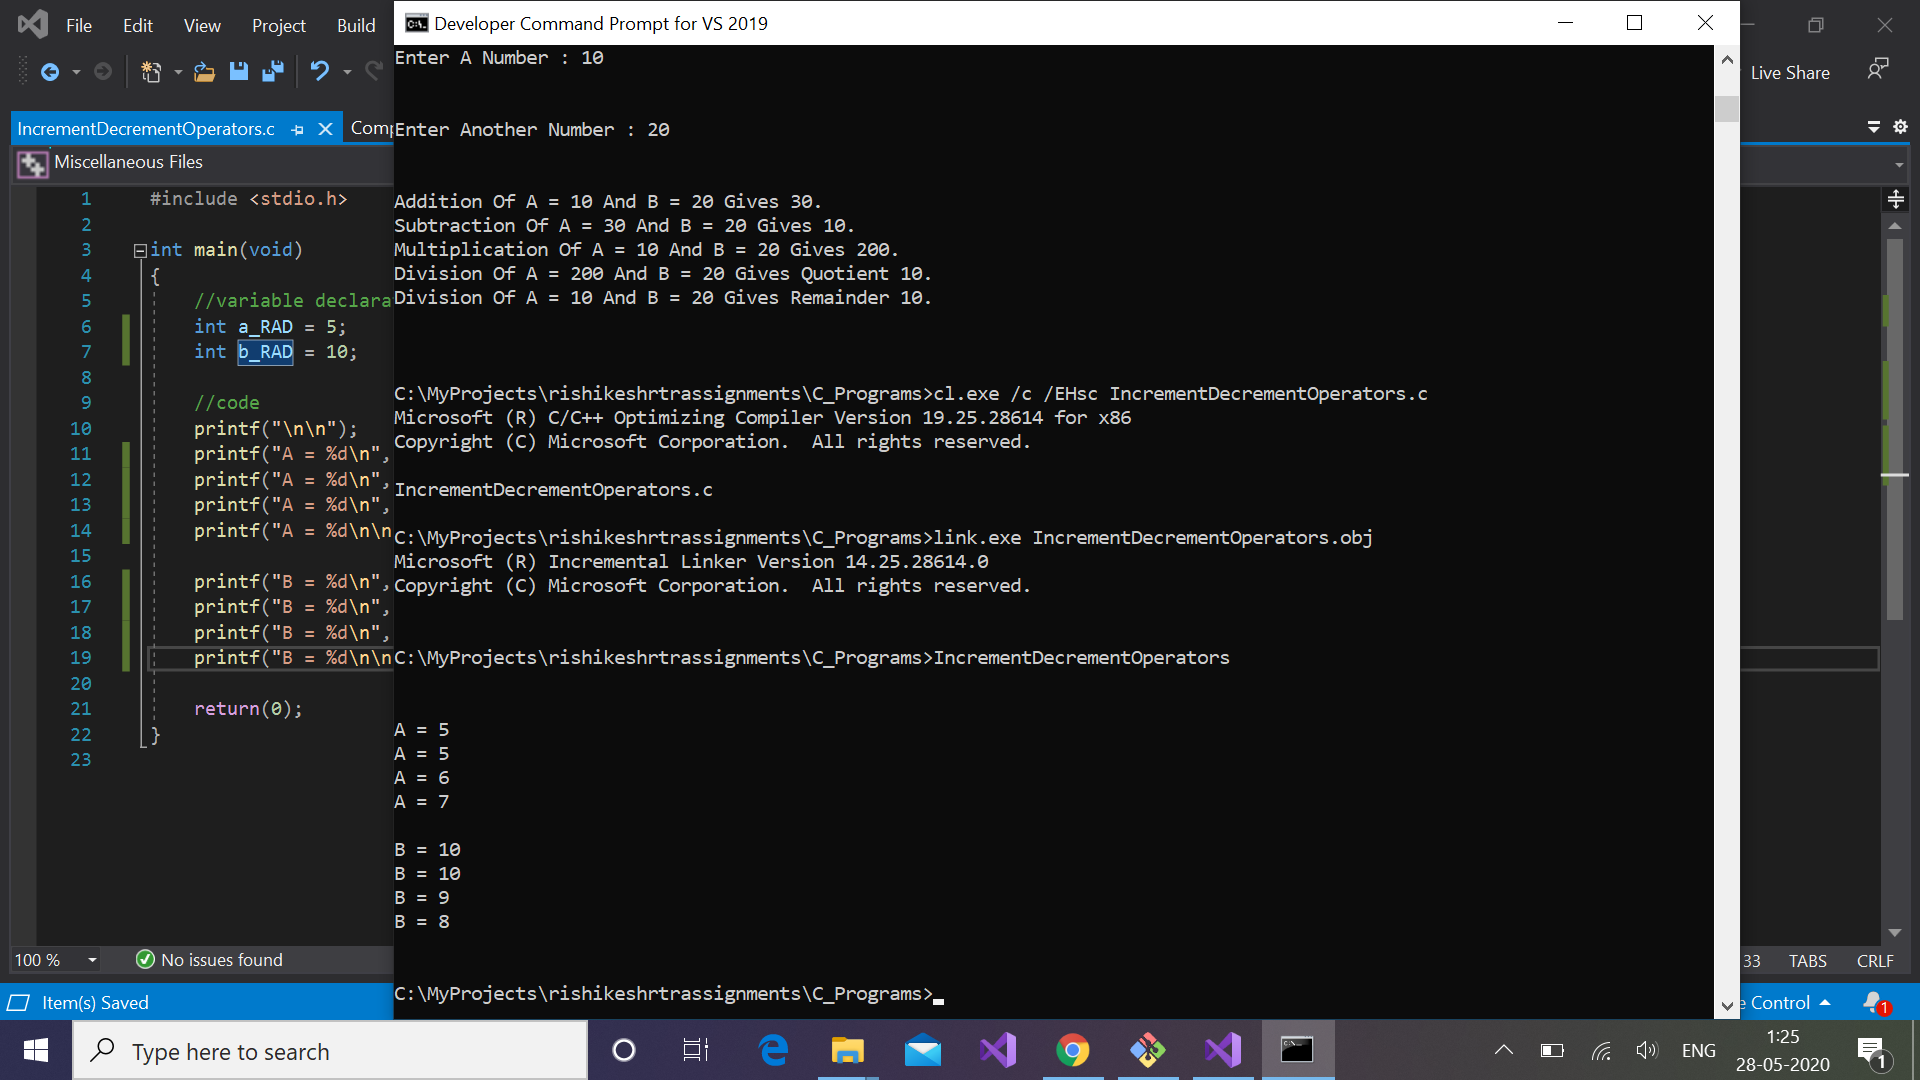 File Edit View Project Build
Developer Command Prompt for VS 2019
Live Share
IncrementDecrementOperators.c
Miscellaneous Files
1 #include <stdio.h>
2
3 int main(void)
4 {
5 //variable declara
6 int a_RAD = 5;
7 int b_RAD = 10;
8
9 //code
10 printf("\n\n");
11 printf("A = %d\n",
12 printf("A = %d\n",
13 printf("A = %d\n",
14 printf("A = %d\n\n
15
16 printf("B = %d\n",
17 printf("B = %d\n",
18 printf("B = %d\n",
19 printf("B = %d\n\n
20
21 return(0);
22 }
23
100 %
No issues found
Item(s) Saved
Enter A Number : 10
Enter Another Number : 20
Addition Of A = 10 And B = 20 Gives 30.
Subtraction Of A = 30 And B = 20 Gives 10.
Multiplication Of A = 10 And B = 20 Gives 200.
Division Of A = 200 And B = 20 Gives Quotient 10.
Division Of A = 10 And B = 20 Gives Remainder 10.
C:\MyProjects\rishikeshrtrassignments\C_Programs>cl.exe /c /EHsc IncrementDecrementOperators.c
Microsoft (R) C/C++ Optimizing Compiler Version 19.25.28614 for x86
Copyright (C) Microsoft Corporation.  All rights reserved.
IncrementDecrementOperators.c
C:\MyProjects\rishikeshrtrassignments\C_Programs>link.exe IncrementDecrementOperators.obj
Microsoft (R) Incremental Linker Version 14.25.28614.0
Copyright (C) Microsoft Corporation.  All rights reserved.
C:\MyProjects\rishikeshrtrassignments\C_Programs>IncrementDecrementOperators
A = 5
A = 5
A = 6
A = 7
B = 10
B = 10
B = 9
B = 8
C:\MyProjects\rishikeshrtrassignments\C_Programs>
33 TABS CRLF
e Control
1
Type here to search
ENG
1:25
28-05-2020
1